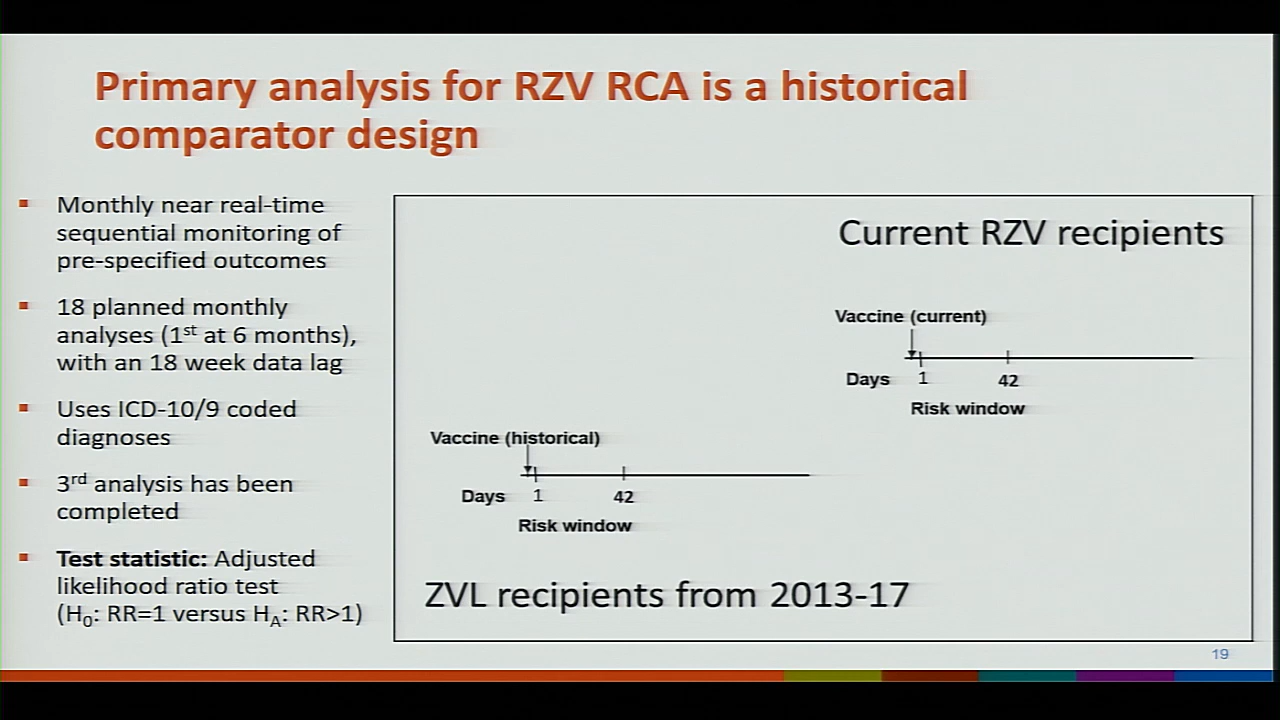 Primary analysis for RZV RCA is a historical
comparator design
Monthly near real-time
sequential monitoring of
pre-specified outcomes
18 planned monthly
analyses (1st at 6 months),
with an 18 week data lag
Uses ICD-10/9 coded
diagnoses
3rd analysis has been
completed
Test statistic: Adjusted
likelihood ratio test
(H0: RR=1 versus HA: RR>1)
Current RZV recipients
Vaccine (current)
Days 1 42
Risk window
Vaccine (historical)
Days 1 42
Risk window
ZVL recipients from 2013-17
19